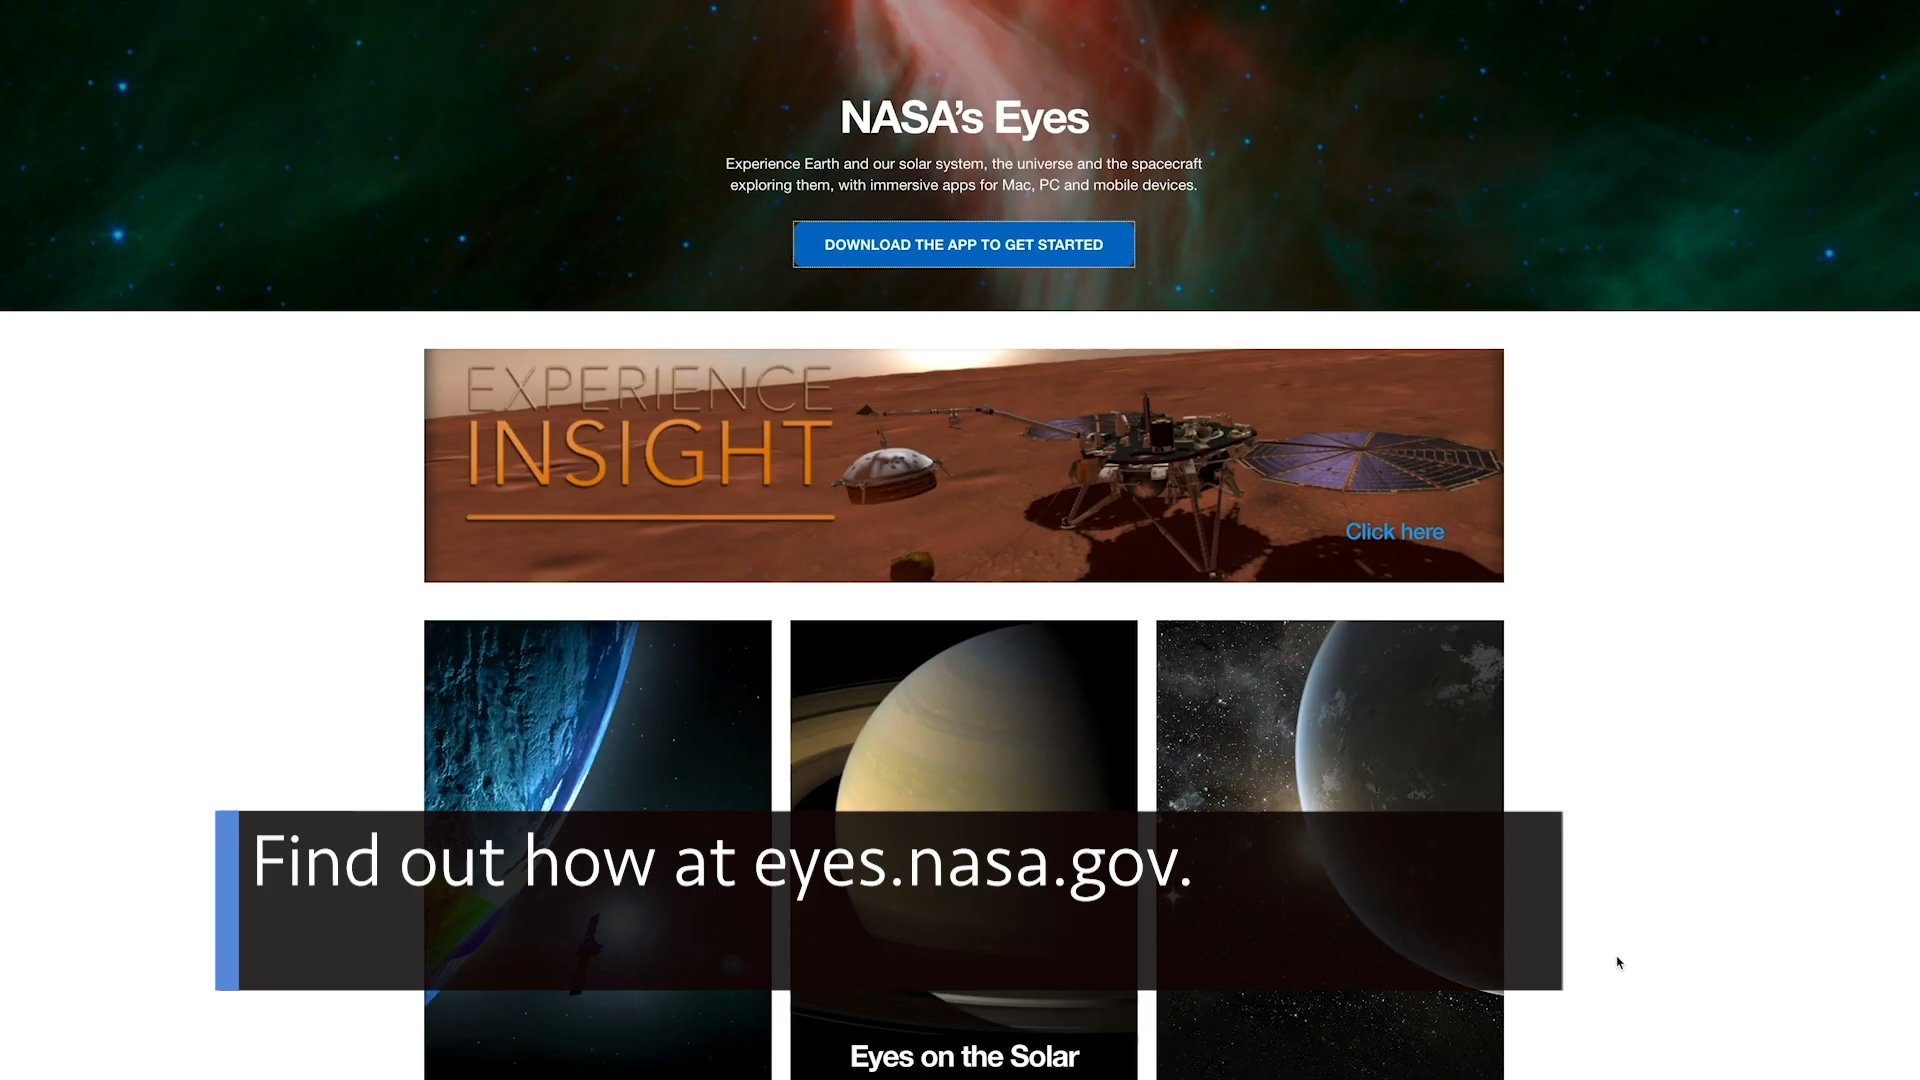 NASA's Eyes
Experience Earth and our solar system, the universe and the spacecraft
exploring them, with immersive apps for Mac, PC and mobile devices.
DOWNLOAD THE APP TO GET STARTED
EXPERIENCE
INSIGHT
Click here
Find out how at eyes.nasa.gov.
Eyes on the Solar